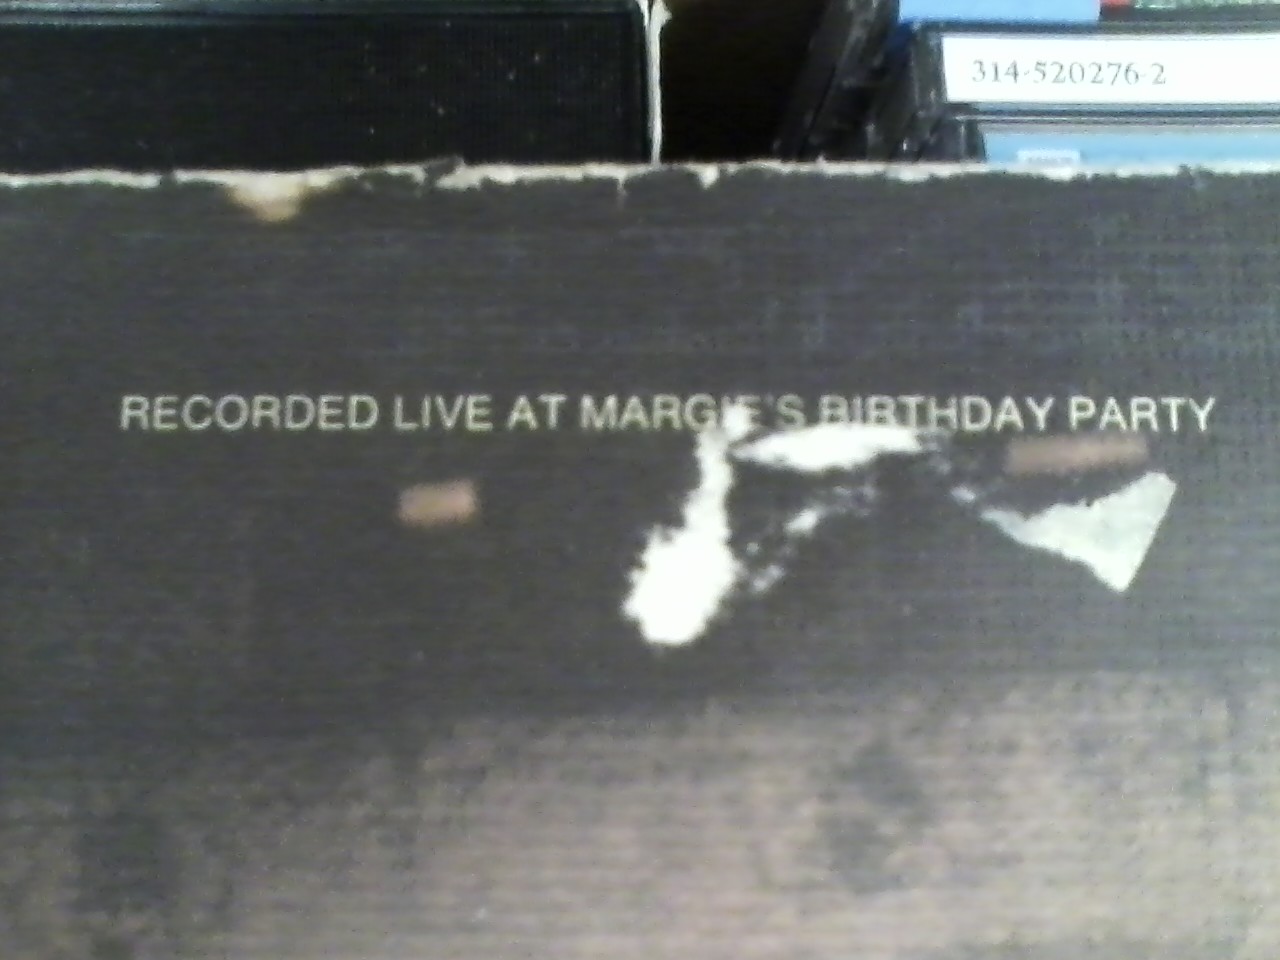 314-520276-2
RECORDED LIVE AT MARGIE'S BIRTHDAY PARTY